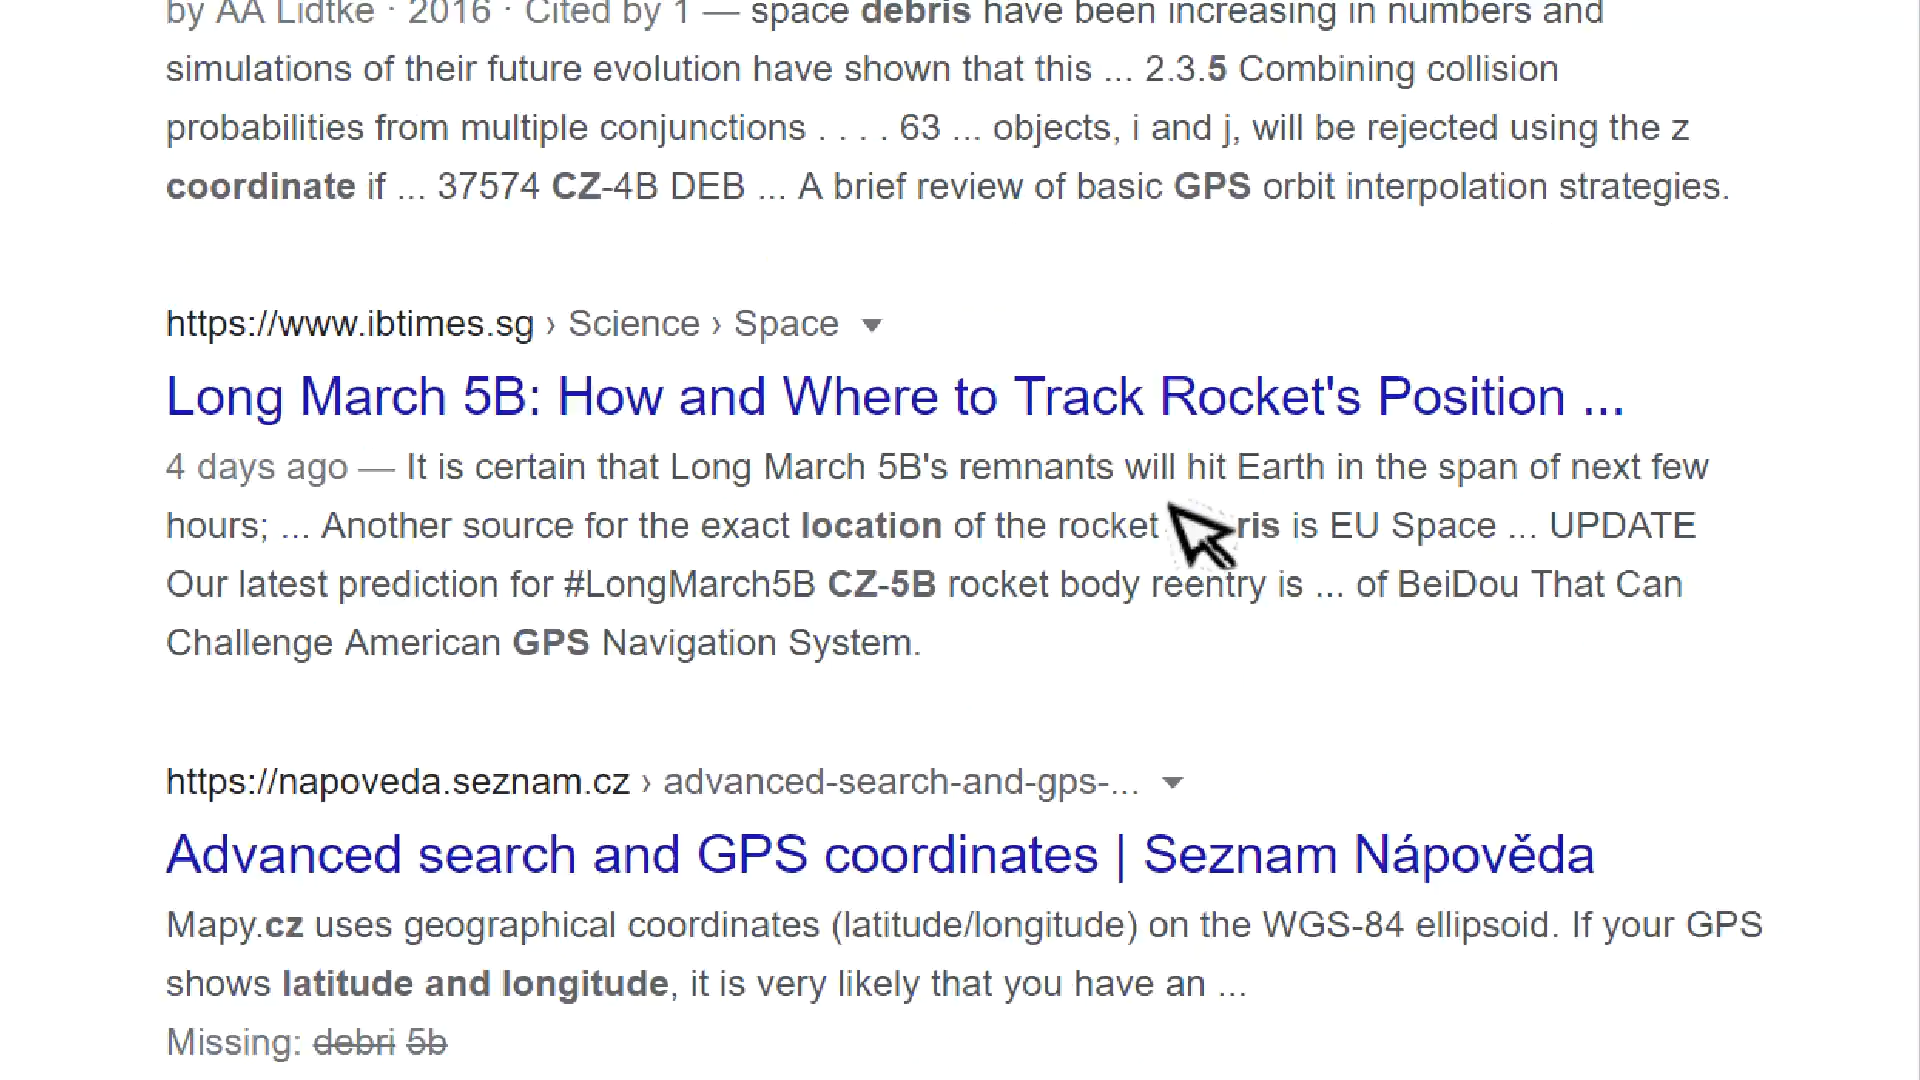 by AA Lidtke · 2016 · Cited by 1 — space debris have been increasing in numbers and
simulations of their future evolution have shown that this ... 2.3.5 Combining collision
probabilities from multiple conjunctions . . . . 63 ... objects, i and j, will be rejected using the z
coordinate if ... 37574 CZ-4B DEB ... A brief review of basic GPS orbit interpolation strategies.
https://www.ibtimes.sg › Science › Space
Long March 5B: How and Where to Track Rocket's Position ...
4 days ago — It is certain that Long March 5B's remnants will hit Earth in the span of next few
hours; ... Another source for the exact location of the rocket ris is EU Space ... UPDATE
Our latest prediction for #LongMarch5B CZ-5B rocket body reentry is ... of BeiDou That Can
Challenge American GPS Navigation System.
https://napoveda.seznam.cz › advanced-search-and-gps-...
Advanced search and GPS coordinates | Seznam Nápověda
Mapy.cz uses geographical coordinates (latitude/longitude) on the WGS-84 ellipsoid. If your GPS
shows latitude and longitude, it is very likely that you have an ...
Missing: debri 5b